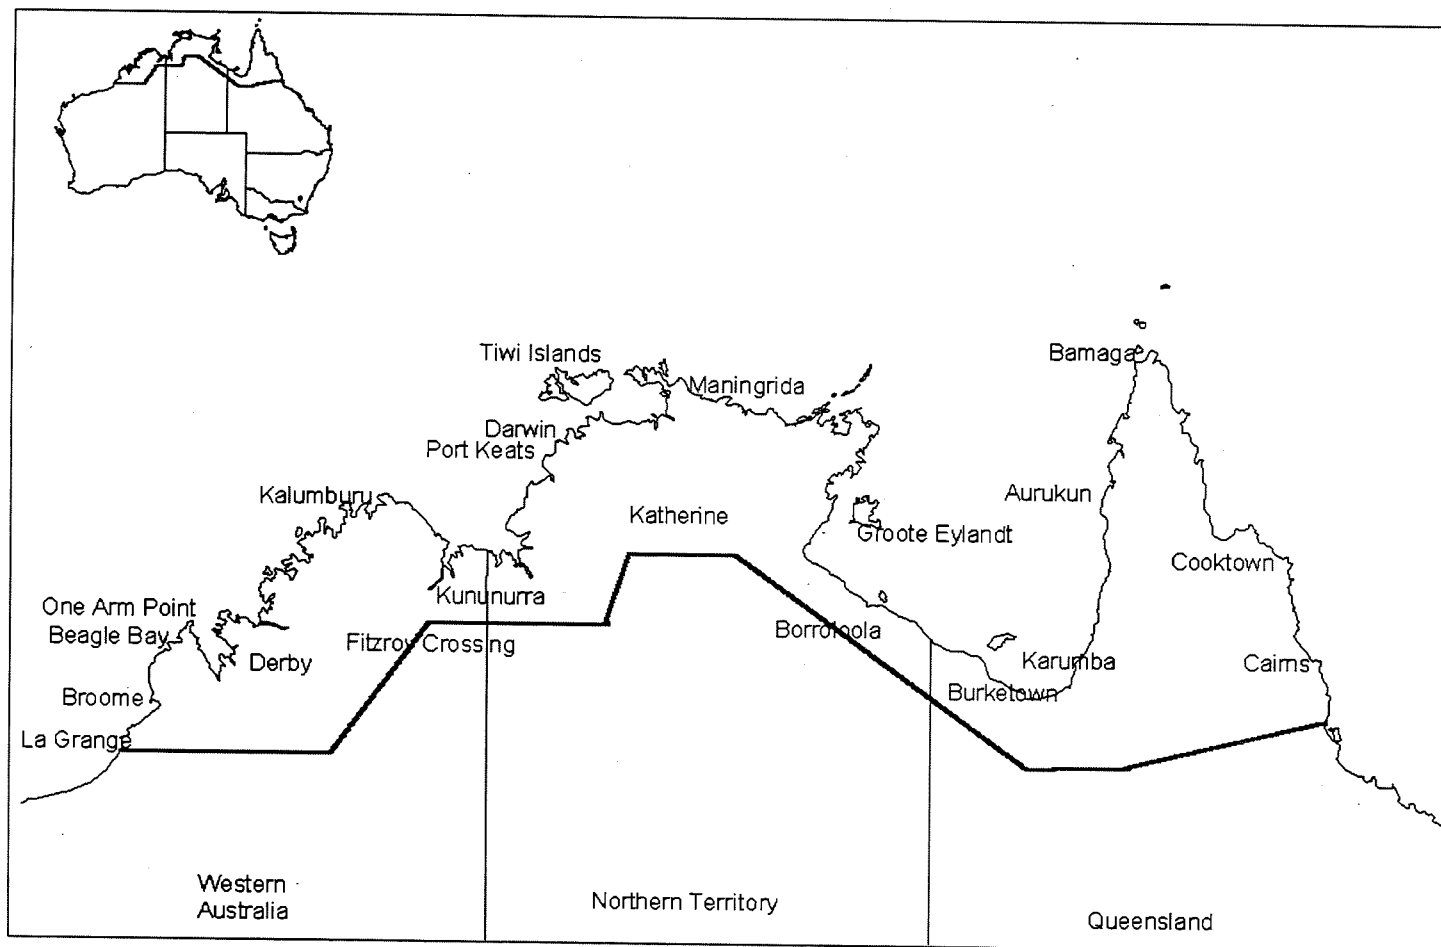 Tiwi Islands
Bamaga
Maningrida
Darwin
Port Keats
Kalumburu
Aurukun
Katherine
Groote Eylandt
Cooktown
Kununurra
One Arm Point
Beagle Bay
Fitzroy Crossing
Borroloola
Derby
Karumba
Cairns
Broome
Burketown
La Grange
Western
Australia
Northern Territory
Queensland